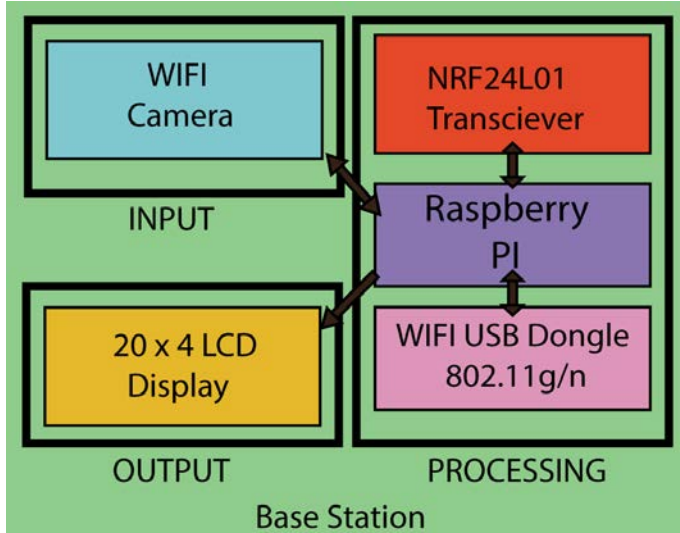 WIFI
Camera
INPUT
20 x 4 LCD
Display
OUTPUT
NRF24L01
Transciever
Raspberry
PI
WIFI USB Dongle
802.11g/n
PROCESSING
Base Station